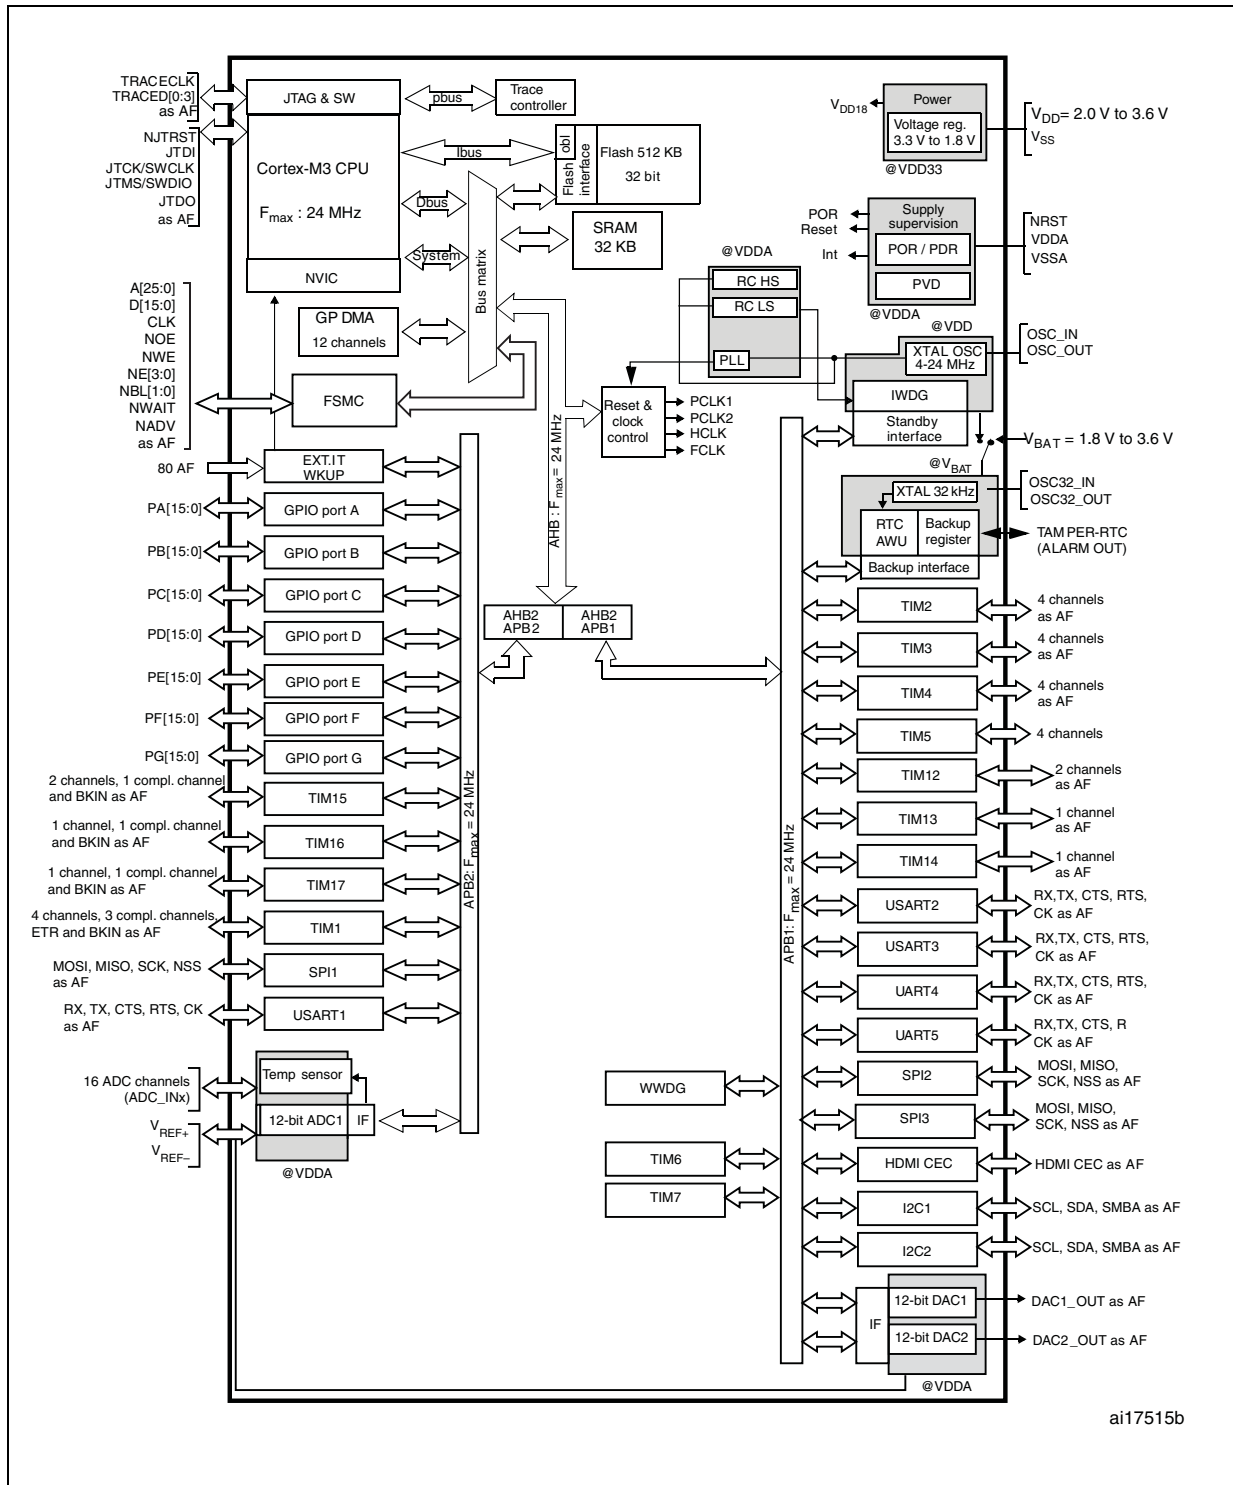 TRACECLK
TRACED[0:3]
as AF
NJTRST
JTDI
JTCK/SWCLK
JTMS/SWDIO
JTDO
as AF
JTAG & SW
pbus
Trace
controller
Cortex-M3 CPU
Fmax : 24 MHz
NVIC
Ibus
Dbus
System
Flash
obl
interface
Flash 512 KB
32 bit
SRAM
32 KB
Bus matrix
GP DMA
12 channels
A[25:0]
D[15:0]
CLK
NOE
NWE
NE[3:0]
NBL[1:0]
NWAIT
NADV
as AF
FSMC
VDD18
Power
Voltage reg.
3.3 V to 1.8 V
@VDD33
VDD= 2.0 V to 3.6 V
VSS
POR
Reset
Int
Supply
supervision
POR / PDR
PVD
@VDDA
NRST
VDDA
VSSA
@VDDA
RC HS
RC LS
PLL
@VDD
XTAL OSC
4-24 MHz
OSC_IN
OSC_OUT
IWDG
Standby
interface
Reset &
clock
control
PCLK1
PCLK2
HCLK
FCLK
VBAT = 1.8 V to 3.6 V
@VBAT
XTAL 32 kHz
OSC32_IN
OSC32_OUT
RTC
AWU
Backup
register
Backup interface
TAMPER-RTC
(ALARM OUT)
AHB : Fmax = 24 MHz
AHB2
APB2
AHB2
APB1
80 AF
EXT.IT
WKUP
PA[15:0]
GPIO port A
PB[15:0]
GPIO port B
PC[15:0]
GPIO port C
PD[15:0]
GPIO port D
PE[15:0]
GPIO port E
PF[15:0]
GPIO port F
PG[15:0]
GPIO port G
2 channels, 1 compl. channel
and BKIN as AF
TIM15
1 channel, 1 compl. channel
and BKIN as AF
TIM16
1 channel, 1 compl. channel
and BKIN as AF
TIM17
4 channels, 3 compl. channels,
ETR and BKIN as AF
TIM1
MOSI, MISO, SCK, NSS
as AF
SPI1
RX, TX, CTS, RTS, CK
as AF
USART1
APB2: Fmax = 24 MHz
16 ADC channels
(ADC_INx)
VREF+
VREF–
Temp sensor
12-bit ADC1
IF
@VDDA
WWDG
TIM6
TIM7
APB1: Fmax = 24 MHz
TIM2
4 channels
as AF
TIM3
4 channels
as AF
TIM4
4 channels
as AF
TIM5
4 channels
TIM12
2 channels
as AF
TIM13
1 channel
as AF
TIM14
1 channel
as AF
USART2
RX,TX, CTS, RTS,
CK as AF
USART3
RX,TX, CTS, RTS,
CK as AF
UART4
RX,TX, CTS, RTS,
CK as AF
UART5
RX,TX, CTS, R
CK as AF
SPI2
MOSI, MISO,
SCK, NSS as AF
SPI3
MOSI, MISO,
SCK, NSS as AF
HDMI CEC
HDMI CEC as AF
I2C1
SCL, SDA, SMBA as AF
I2C2
SCL, SDA, SMBA as AF
IF
12-bit DAC1
DAC1_OUT as AF
12-bit DAC2
DAC2_OUT as AF
@VDDA
ai17515b